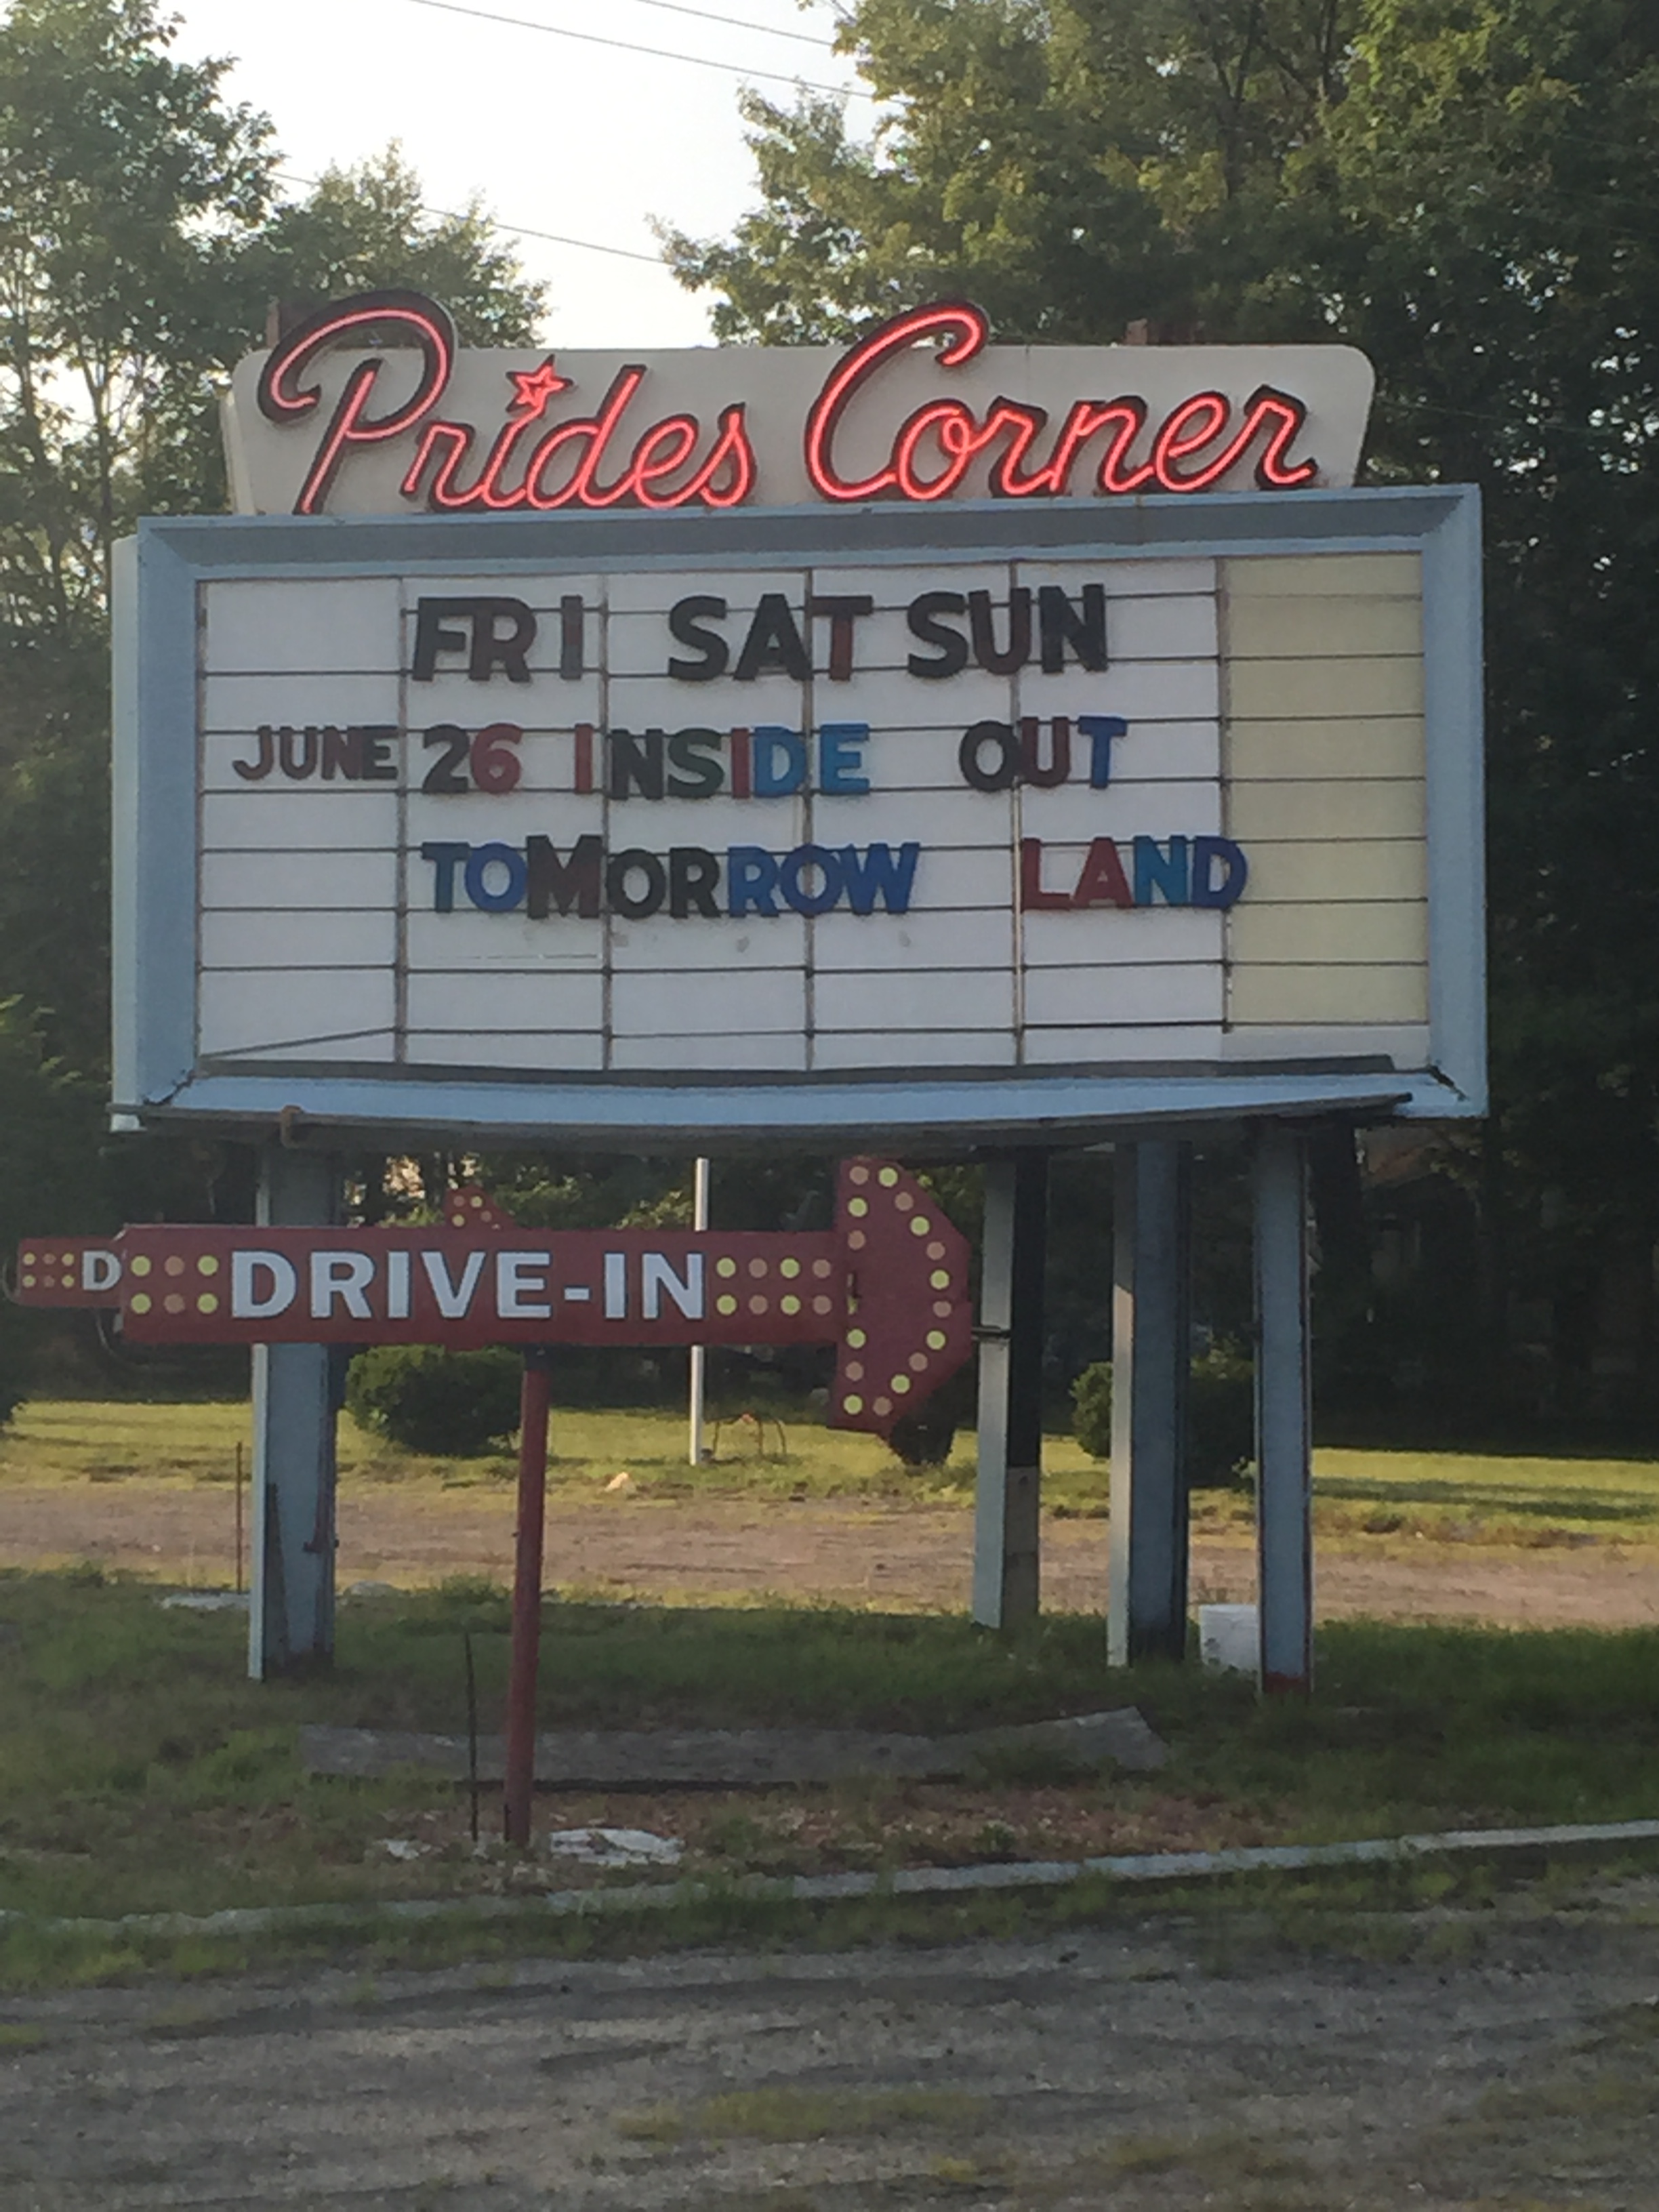 Prides Corner
FRI SAT SUN
JUNE 26 INSIDE OUT
TOMORROW LAND
D
DRIVE-IN